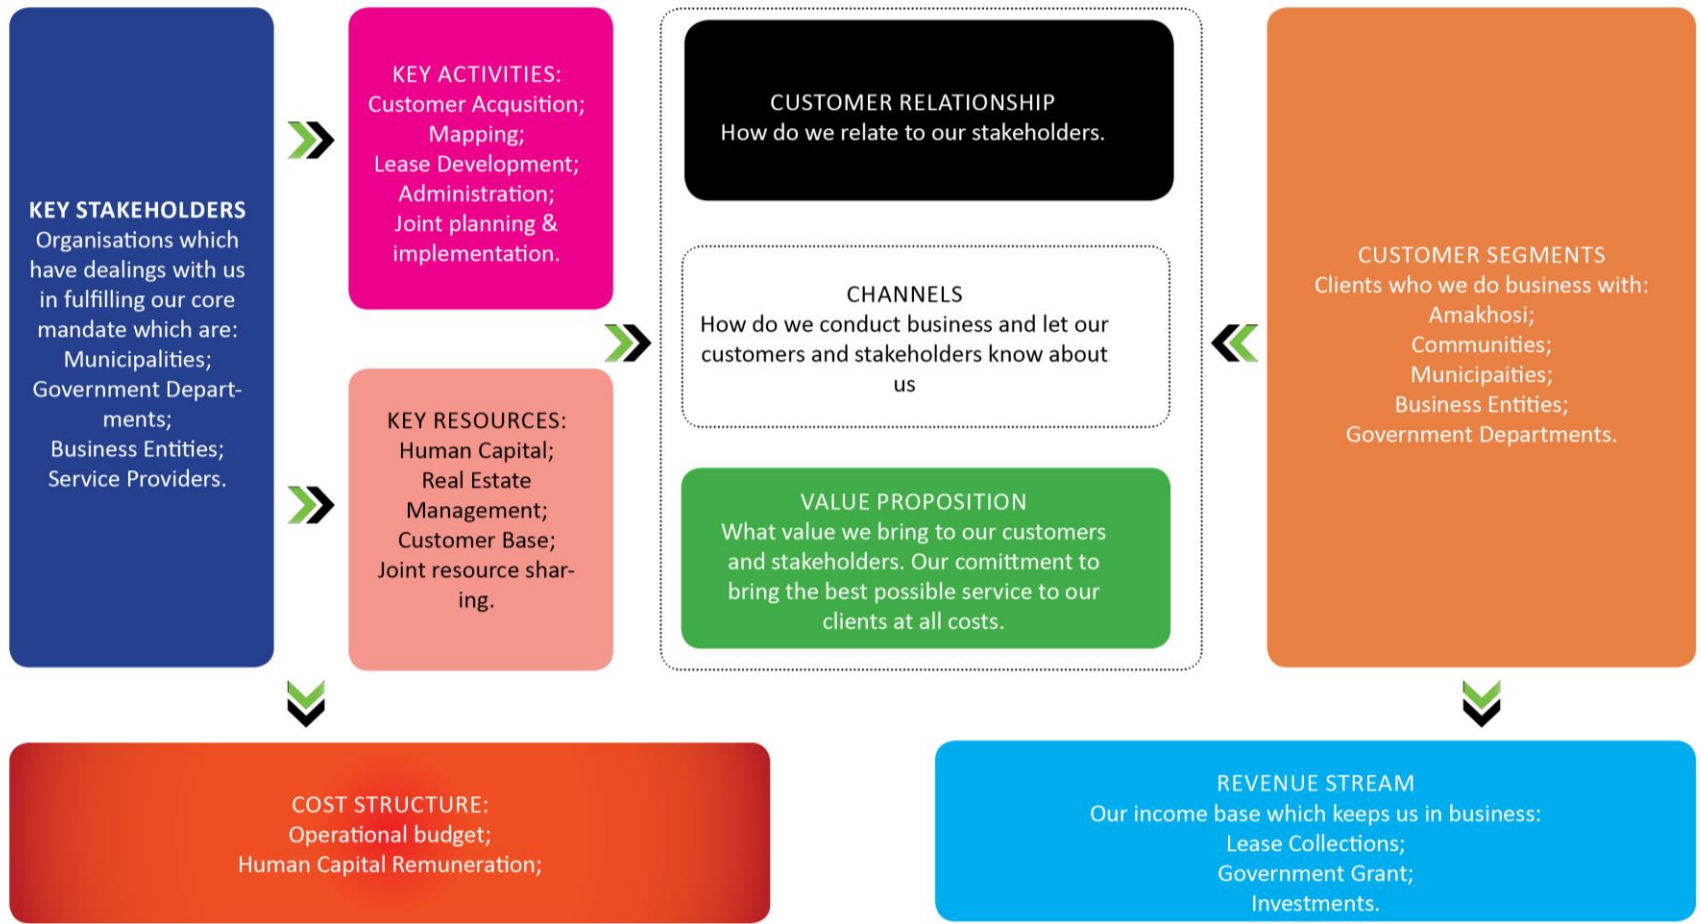 KEY STAKEHOLDERS
Organisations which
have dealings with us
in fulfilling our core
mandate which are:
Municipalities;
Government Depart-
ments;
Business Entities;
Service Providers.
KEY ACTIVITIES:
Customer Acqusition;
Mapping;
Lease Development;
Administration;
Joint planning &
implementation.
KEY RESOURCES:
Human Capital;
Real Estate
Management;
Customer Base;
Joint resource shar-
ing.
CUSTOMER RELATIONSHIP
How do we relate to our stakeholders.
CHANNELS
How do we conduct business and let our
customers and stakeholders know about
us
VALUE PROPOSITION
What value we bring to our customers
and stakeholders. Our comittment to
bring the best possible service to our
clients at all costs.
CUSTOMER SEGMENTS
Clients who we do business with:
Amakhosi;
Communities;
Municipaities;
Business Entities;
Government Departments.
COST STRUCTURE:
Operational budget;
Human Capital Remuneration;
REVENUE STREAM
Our income base which keeps us in business:
Lease Collections;
Government Grant;
Investments.